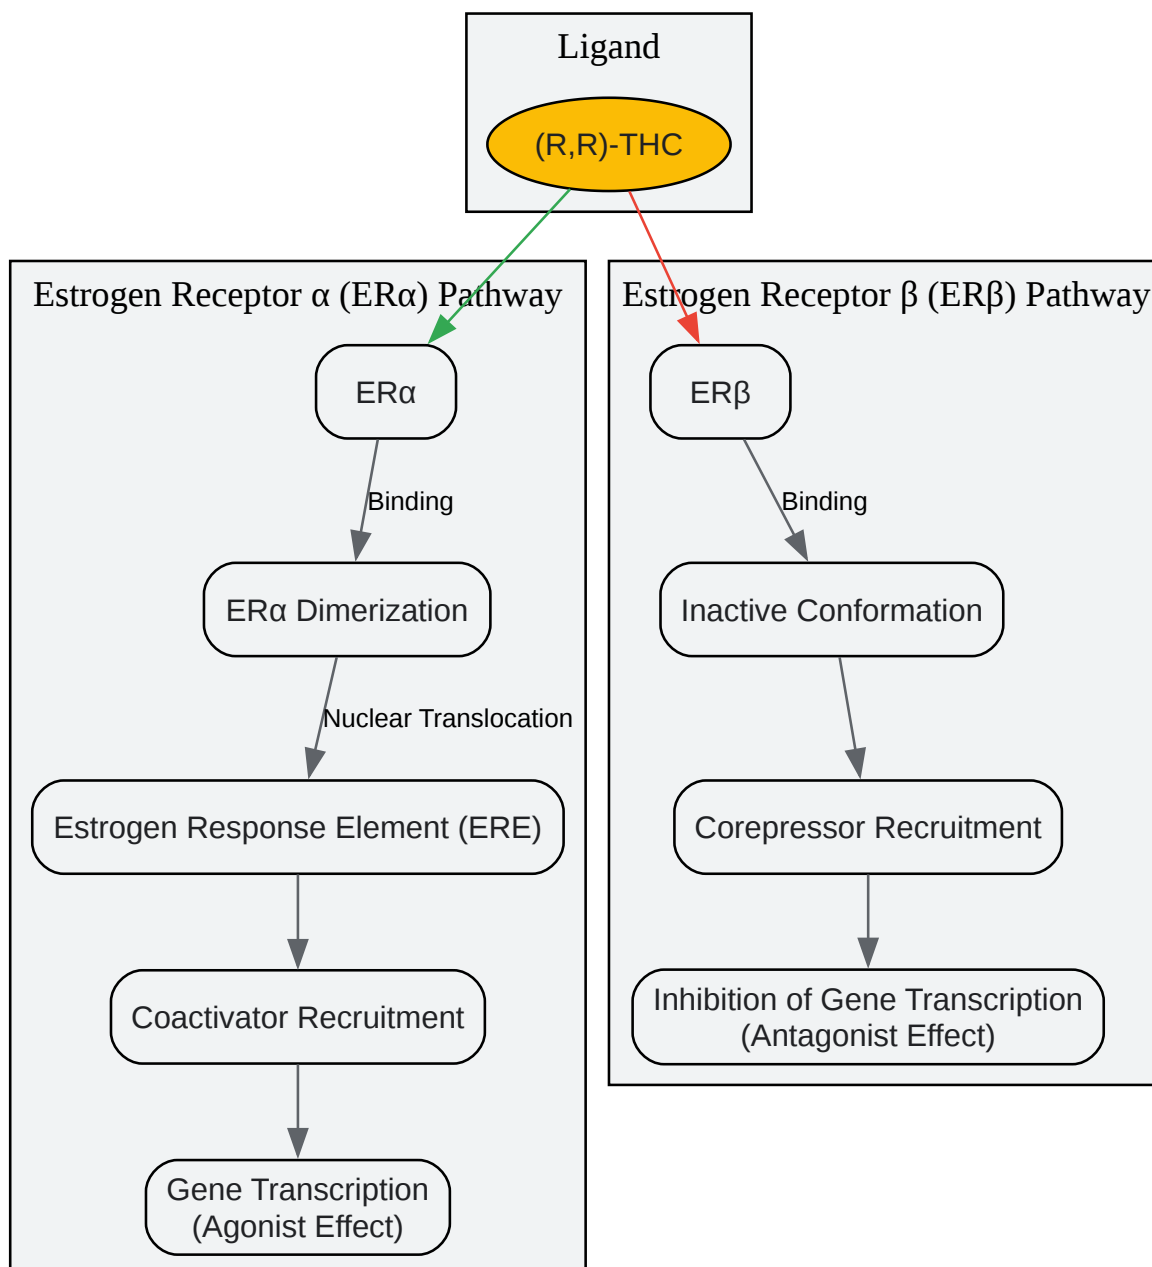 Ligand
(R,R)-THC
Estrogen Receptor α (ERα) Pathway
ERα
Binding
ERα Dimerization
Nuclear Translocation
Estrogen Response Element (ERE)
Coactivator Recruitment
Gene Transcription
(Agonist Effect)
Estrogen Receptor β (ERβ) Pathway
ERβ
Binding
Inactive Conformation
Corepressor Recruitment
Inhibition of Gene Transcription
(Antagonist Effect)